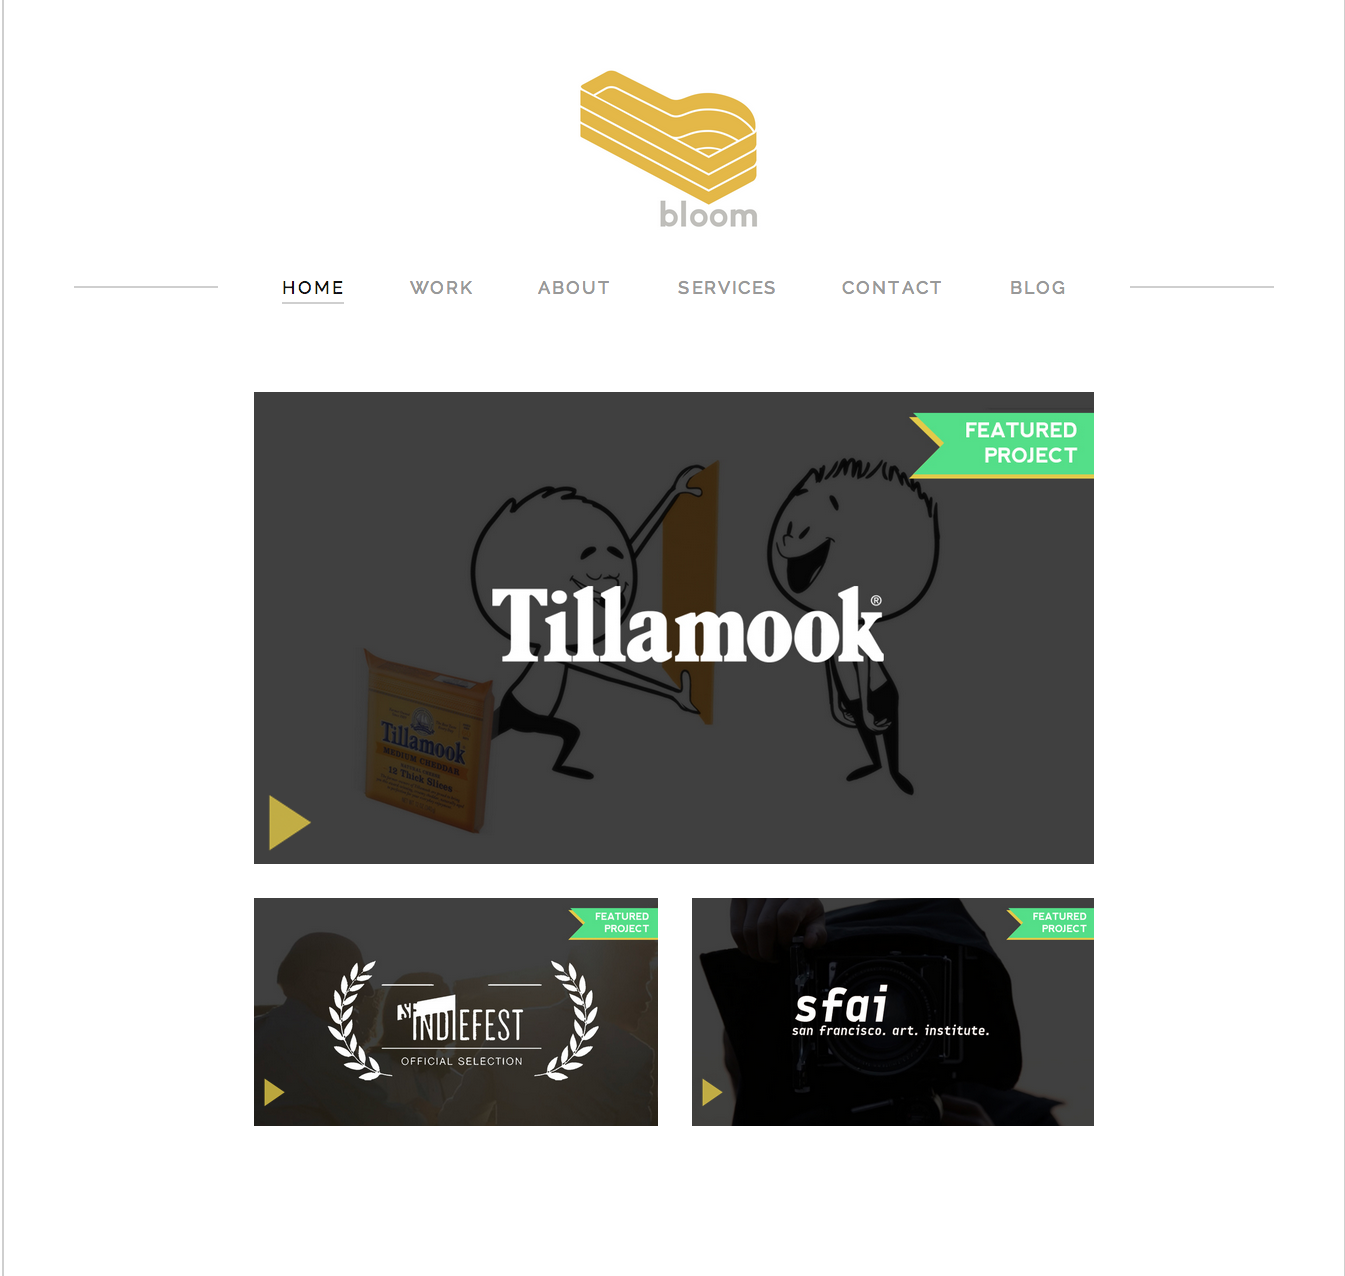 bloom
HOME WORK ABOUT SERVICES CONTACT BLOG
FEATURED
PROJECT
Tillamook®
Tillamook
MEDIUM CHEDDAR
12 Thick Slices
FEATURED
PROJECT
SF INDIEFEST
OFFICIAL SELECTION
FEATURED
PROJECT
sfai
san francisco. art. institute.